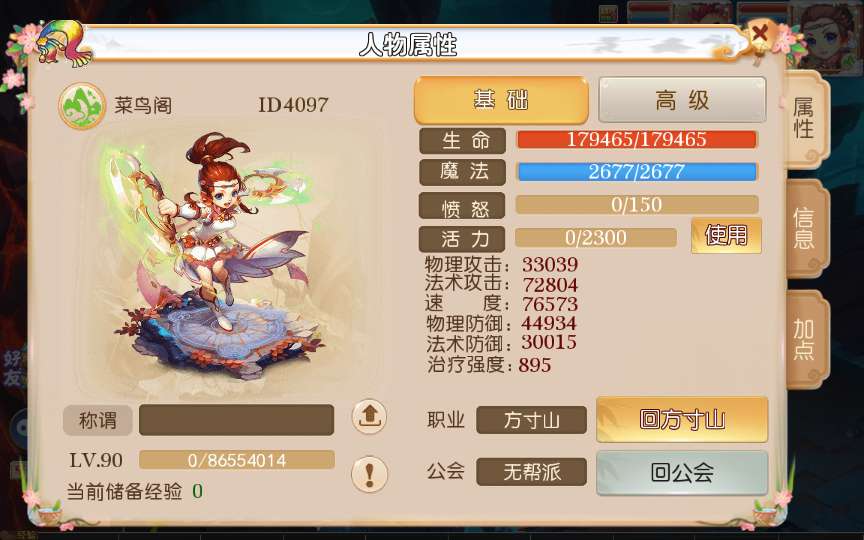 人物属性
菜鸟阁 ID4097
基础 高级
属性
生命 179465/179465
魔法 2677/2677
愤怒 0/150
活力 0/2300 使用
信息
物理攻击: 33039
法术攻击: 72804
速 度: 76573
物理防御: 44934
法术防御: 30015
治疗强度: 895
加点
好友
称谓
职业 方寸山 回方寸山
LV.90 0/86554014
公会 无帮派 回公会
当前储备经验 0